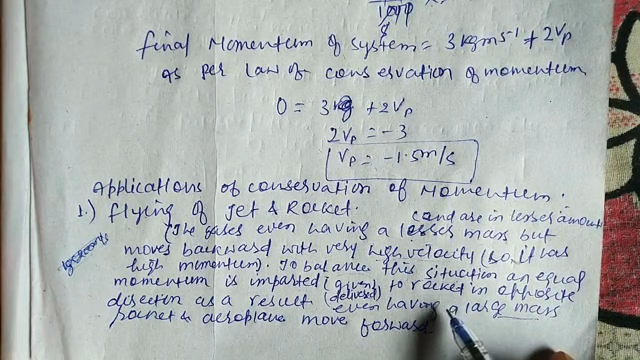 1000
8
final Momentum of system = 3 kg ms⁻¹ + 2Vp
as per law of conservation of momentum
0 = 3 + 2Vp
2Vp = -3
Vp = -1.5m/s
Applications of conservation of Momentum.
1.) flying of Jet & Rocket. (and are in lesser amount
(The gases even having a lesser mass but
moves backward with very high velocity (so, it has
high momentum). To balance this situation an equal
momentum is imparted (given) to rocket in opposite
direction as a result (delivered) even having a large mass
& aeroplane move forward